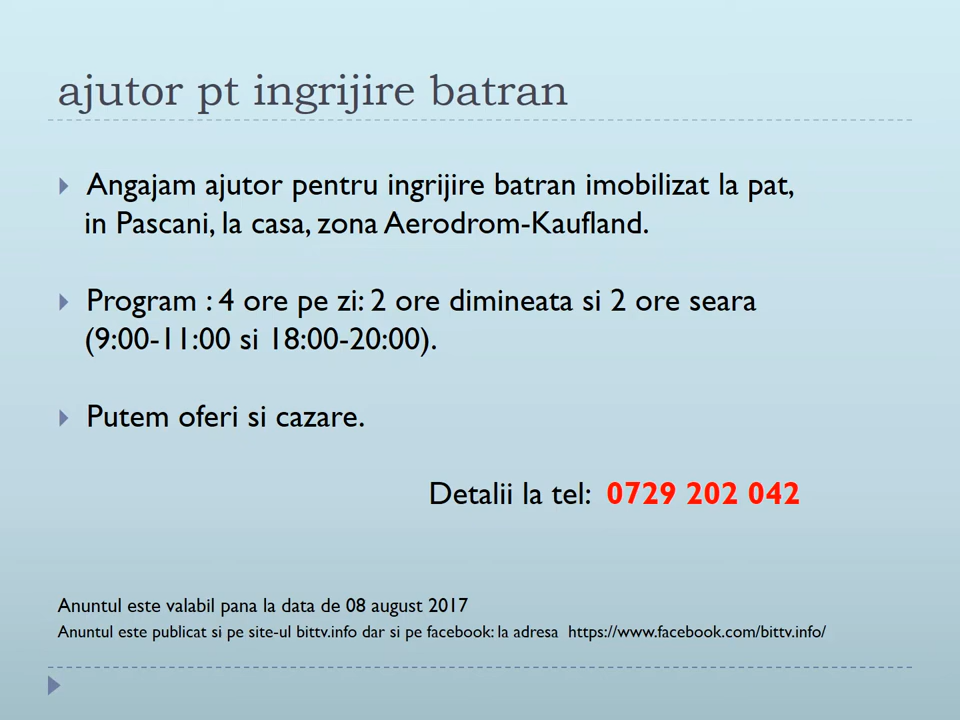 ajutor pt ingrijire batran
Angajam ajutor pentru ingrijire batran imobilizat la pat,
in Pascani, la casa, zona Aerodrom-Kaufland.
Program : 4 ore pe zi: 2 ore dimineata si 2 ore seara
(9:00-11:00 si 18:00-20:00).
Putem oferi si cazare.
Detalii la tel: 0729 202 042
Anuntul este valabil pana la data de 08 august 2017
Anuntul este publicat si pe site-ul bittv.info dar si pe facebook: la adresa https://www.facebook.com/bittv.info/